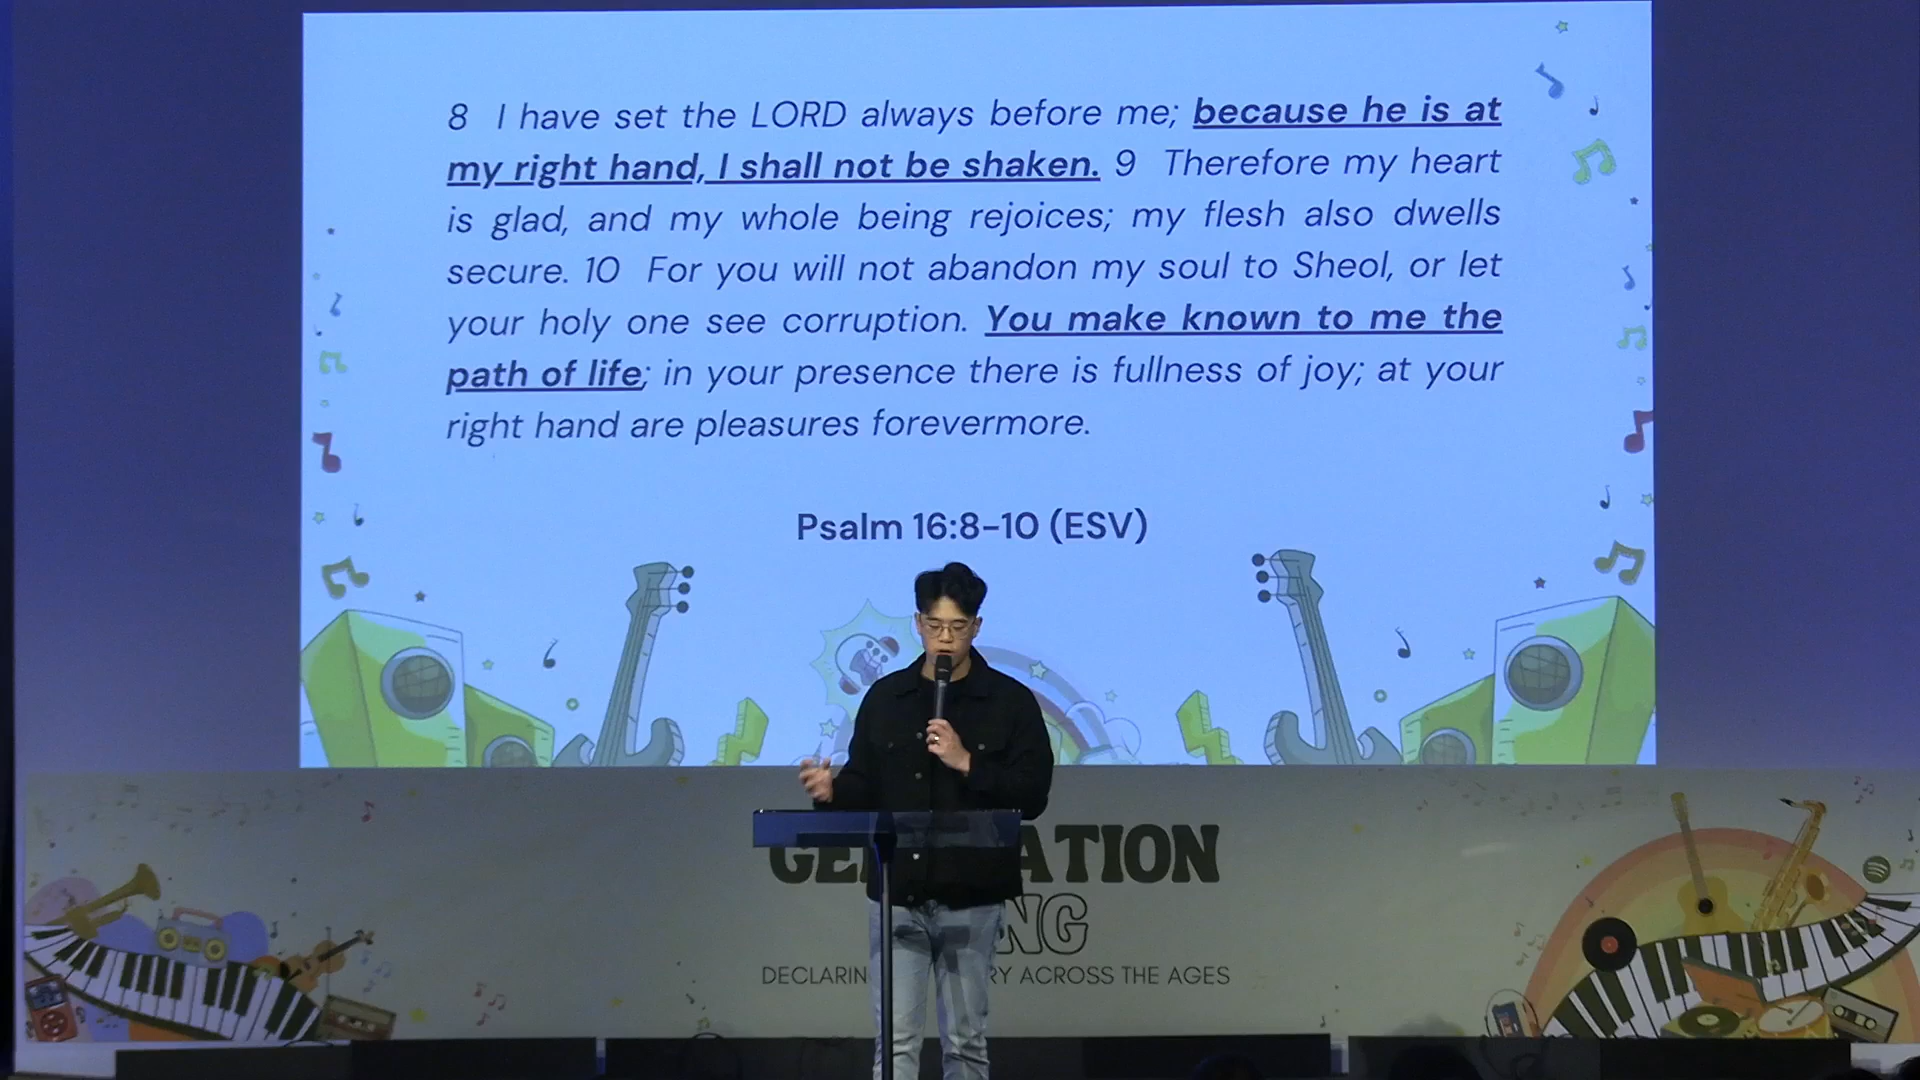 8 I have set the LORD always before me; because he is at
my right hand, I shall not be shaken. 9 Therefore my heart
is glad, and my whole being rejoices; my flesh also dwells
secure. 10 For you will not abandon my soul to Sheol, or let
your holy one see corruption. You make known to me the
path of life; in your presence there is fullness of joy; at your
right hand are pleasures forevermore.
Psalm 16:8-10 (ESV)
ACROSS THE AGES